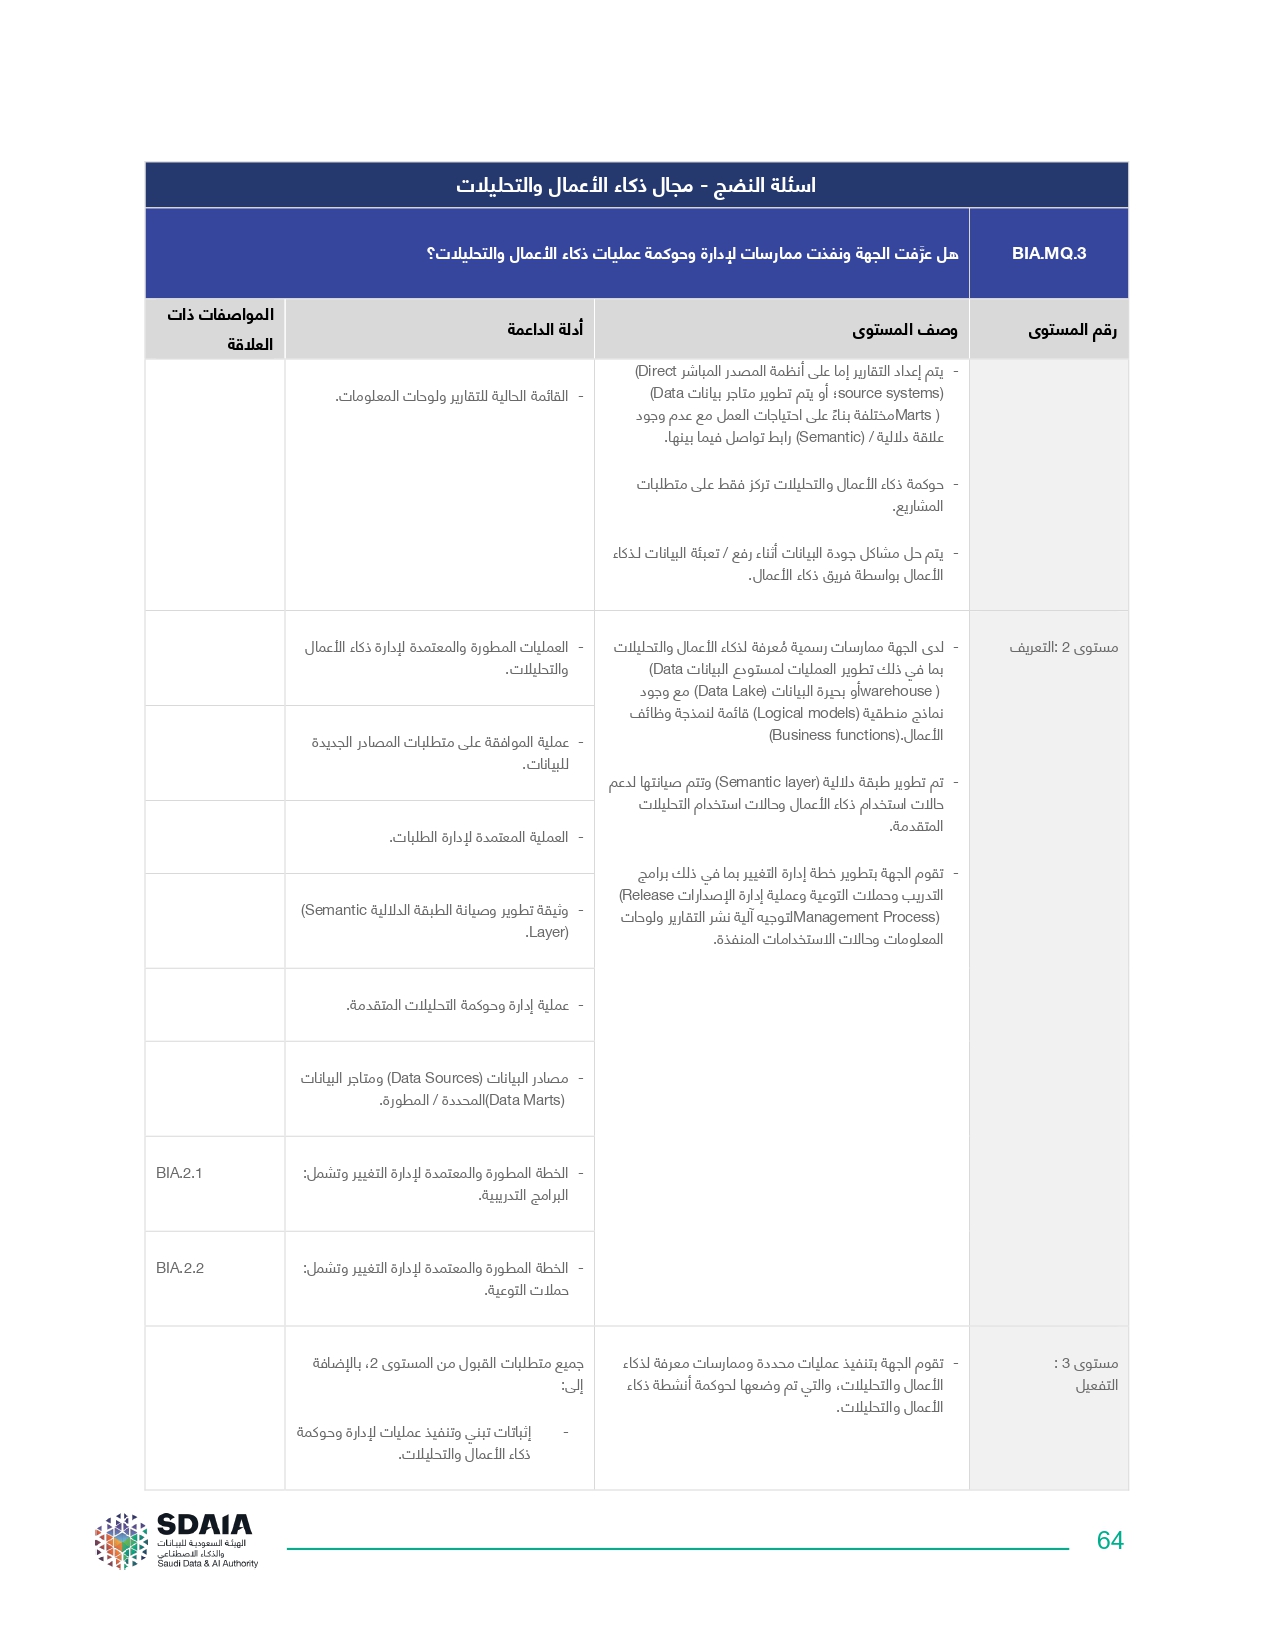 اسئلة النضج - مجال ذكاء الأعمال والتحليلات
BIA.MQ.3
هل عرَّفت الجهة ونفذت ممارسات لإدارة وحوكمة عمليات ذكاء الأعمال والتحليلات؟
رقم المستوى
وصف المستوى
أدلة الداعمة
المواصفات ذات
العلاقة
- يتم إعداد التقارير إما على أنظمة المصدر المباشر (Direct
source systems)؛ أو يتم تطوير متاجر بيانات (Data
Marts) مختلفة بناءً على احتياجات العمل مع عدم وجود
علاقة دلالية / (Semantic) رابط تواصل فيما بينها.
- حوكمة ذكاء الأعمال والتحليلات تركز فقط على متطلبات
المشاريع.
- يتم حل مشاكل جودة البيانات أثناء رفع / تعبئة البيانات لذكاء
الأعمال بواسطة فريق ذكاء الأعمال.
- القائمة الحالية للتقارير ولوحات المعلومات.
مستوى 2 :التعريف
- لدى الجهة ممارسات رسمية مُعرفة لذكاء الأعمال والتحليلات
بما في ذلك تطوير العمليات لمستودع البيانات (Data
warehouse) أو بحيرة البيانات (Data Lake) مع وجود
نماذج منطقية (Logical models) قائمة لنمذجة وظائف
الأعمال.(Business functions)
- تم تطوير طبقة دلالية (Semantic layer) وتتم صيانتها لدعم
حالات استخدام ذكاء الأعمال وحالات استخدام التحليلات
المتقدمة.
- تقوم الجهة بتطوير خطة إدارة التغيير بما في ذلك برامج
التدريب وحملات التوعية وعملية إدارة الإصدارات (Release
Management Process) لتوجيه آلية نشر التقارير ولوحات
المعلومات وحالات الاستخدامات المنفذة.
- العمليات المطورة والمعتمدة لإدارة ذكاء الأعمال
والتحليلات.
- عملية الموافقة على متطلبات المصادر الجديدة
للبيانات.
- العملية المعتمدة لإدارة الطلبات.
- وثيقة تطوير وصيانة الطبقة الدلالية (Semantic
Layer).
- عملية إدارة وحوكمة التحليلات المتقدمة.
- مصادر البيانات (Data Sources) ومتاجر البيانات
(Data Marts)المحددة / المطورة.
- الخطة المطورة والمعتمدة لإدارة التغيير وتشمل:
البرامج التدريبية.
BIA.2.1
- الخطة المطورة والمعتمدة لإدارة التغيير وتشمل:
حملات التوعية.
BIA.2.2
مستوى 3 :
التفعيل
- تقوم الجهة بتنفيذ عمليات محددة وممارسات معرفة لذكاء
الأعمال والتحليلات، والتي تم وضعها لحوكمة أنشطة ذكاء
الأعمال والتحليلات.
جميع متطلبات القبول من المستوى 2، بالإضافة
إلى:
- إثباتات تبني وتنفيذ عمليات لإدارة وحوكمة
ذكاء الأعمال والتحليلات.
SDAIA
الهيئة السعودية للبيانات
والذكاء الاصطناعي
Saudi Data & AI Authority
64